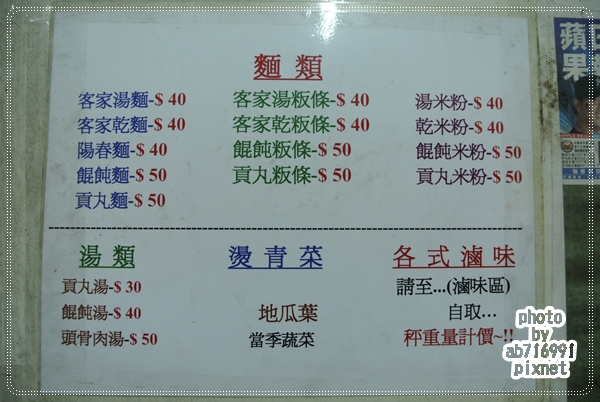 麵類
客家湯麵-$ 40
客家乾麵-$ 40
陽春麵-$ 40
餛飩麵-$ 50
貢丸麵-$ 50
客家湯粄條-$ 40
客家乾粄條-$ 40
餛飩粄條-$ 50
貢丸粄條-$ 50
湯米粉-$ 40
乾米粉-$ 40
餛飩米粉-$ 50
貢丸米粉-$ 50
湯類
貢丸湯-$ 30
餛飩湯-$ 40
頭骨肉湯-$ 50
燙青菜
地瓜葉
當季蔬菜
各式滷味
請至...(滷味區)
自取...
秤重量計價~!!
蘋果
photo
by
ab716991
pixnet